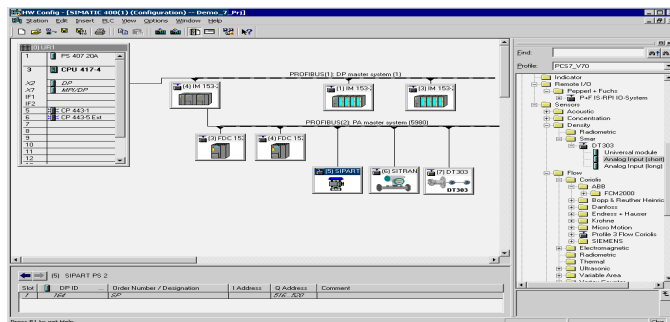 HW Config - [SIMATIC 400(1) (Configuration) -- Demo_7_Prj]
Station Edit Insert PLC View Options Window Help
(0) UR1
1 PS 407 20A
3 CPU 417-4
X2 DP
X1 MPI/DP
IF1
IF2
5 CP 443-1
6 CP 443-5 Ext
7
8
9
10
11
12
PROFIBUS(1): DP master system (1)
(4) IM 153-
(1) IM 153-
(3) IM 153-
PROFIBUS(2): PA master system (5980)
(3) FDC 15
(4) FDC 15
(5) SIPART
(6) SITRAN
(7) DT303
DT303
Find:
Profile: PCS7_V70
Indicator
Remote I/O
Pepperl + Fuchs
P+F IS-RPI IO-System
Sensors
Acoustic
Concentration
Density
Radiometric
Smar
DT303
Universal module
Analog Input (short)
Analog Input (long)
Flow
Coriolis
ABB
FCM2000
Bopp & Reuther Heinric
Danfoss
Endress + Hauser
Krohne
Micro Motion
Profile 3 Flow Coriolis
SIEMENS
Electromagnetic
Radiometric
Thermal
Ultrasonic
Variable Area
(5) SIPART PS 2
Slot DP ID ... Order Number / Designation I Address Q Address Comment
1 164 SP 516...520
Press F1 to get Help.